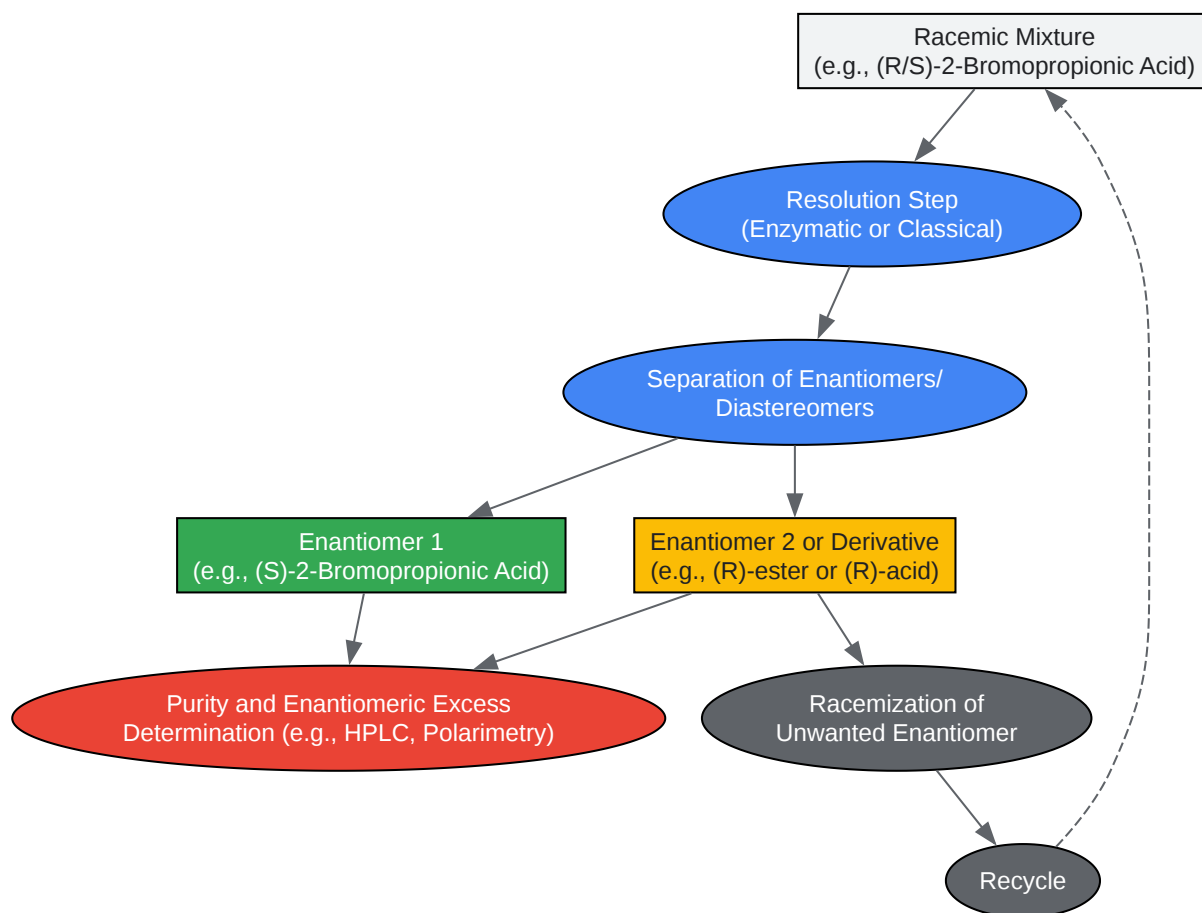 Racemic Mixture
(e.g., (R/S)-2-Bromopropionic Acid)
Resolution Step
(Enzymatic or Classical)
Separation of Enantiomers/
Diastereomers
Enantiomer 1
(e.g., (S)-2-Bromopropionic Acid)
Enantiomer 2 or Derivative
(e.g., (R)-ester or (R)-acid)
Purity and Enantiomeric Excess
Determination (e.g., HPLC, Polarimetry)
Racemization of
Unwanted Enantiomer
Recycle